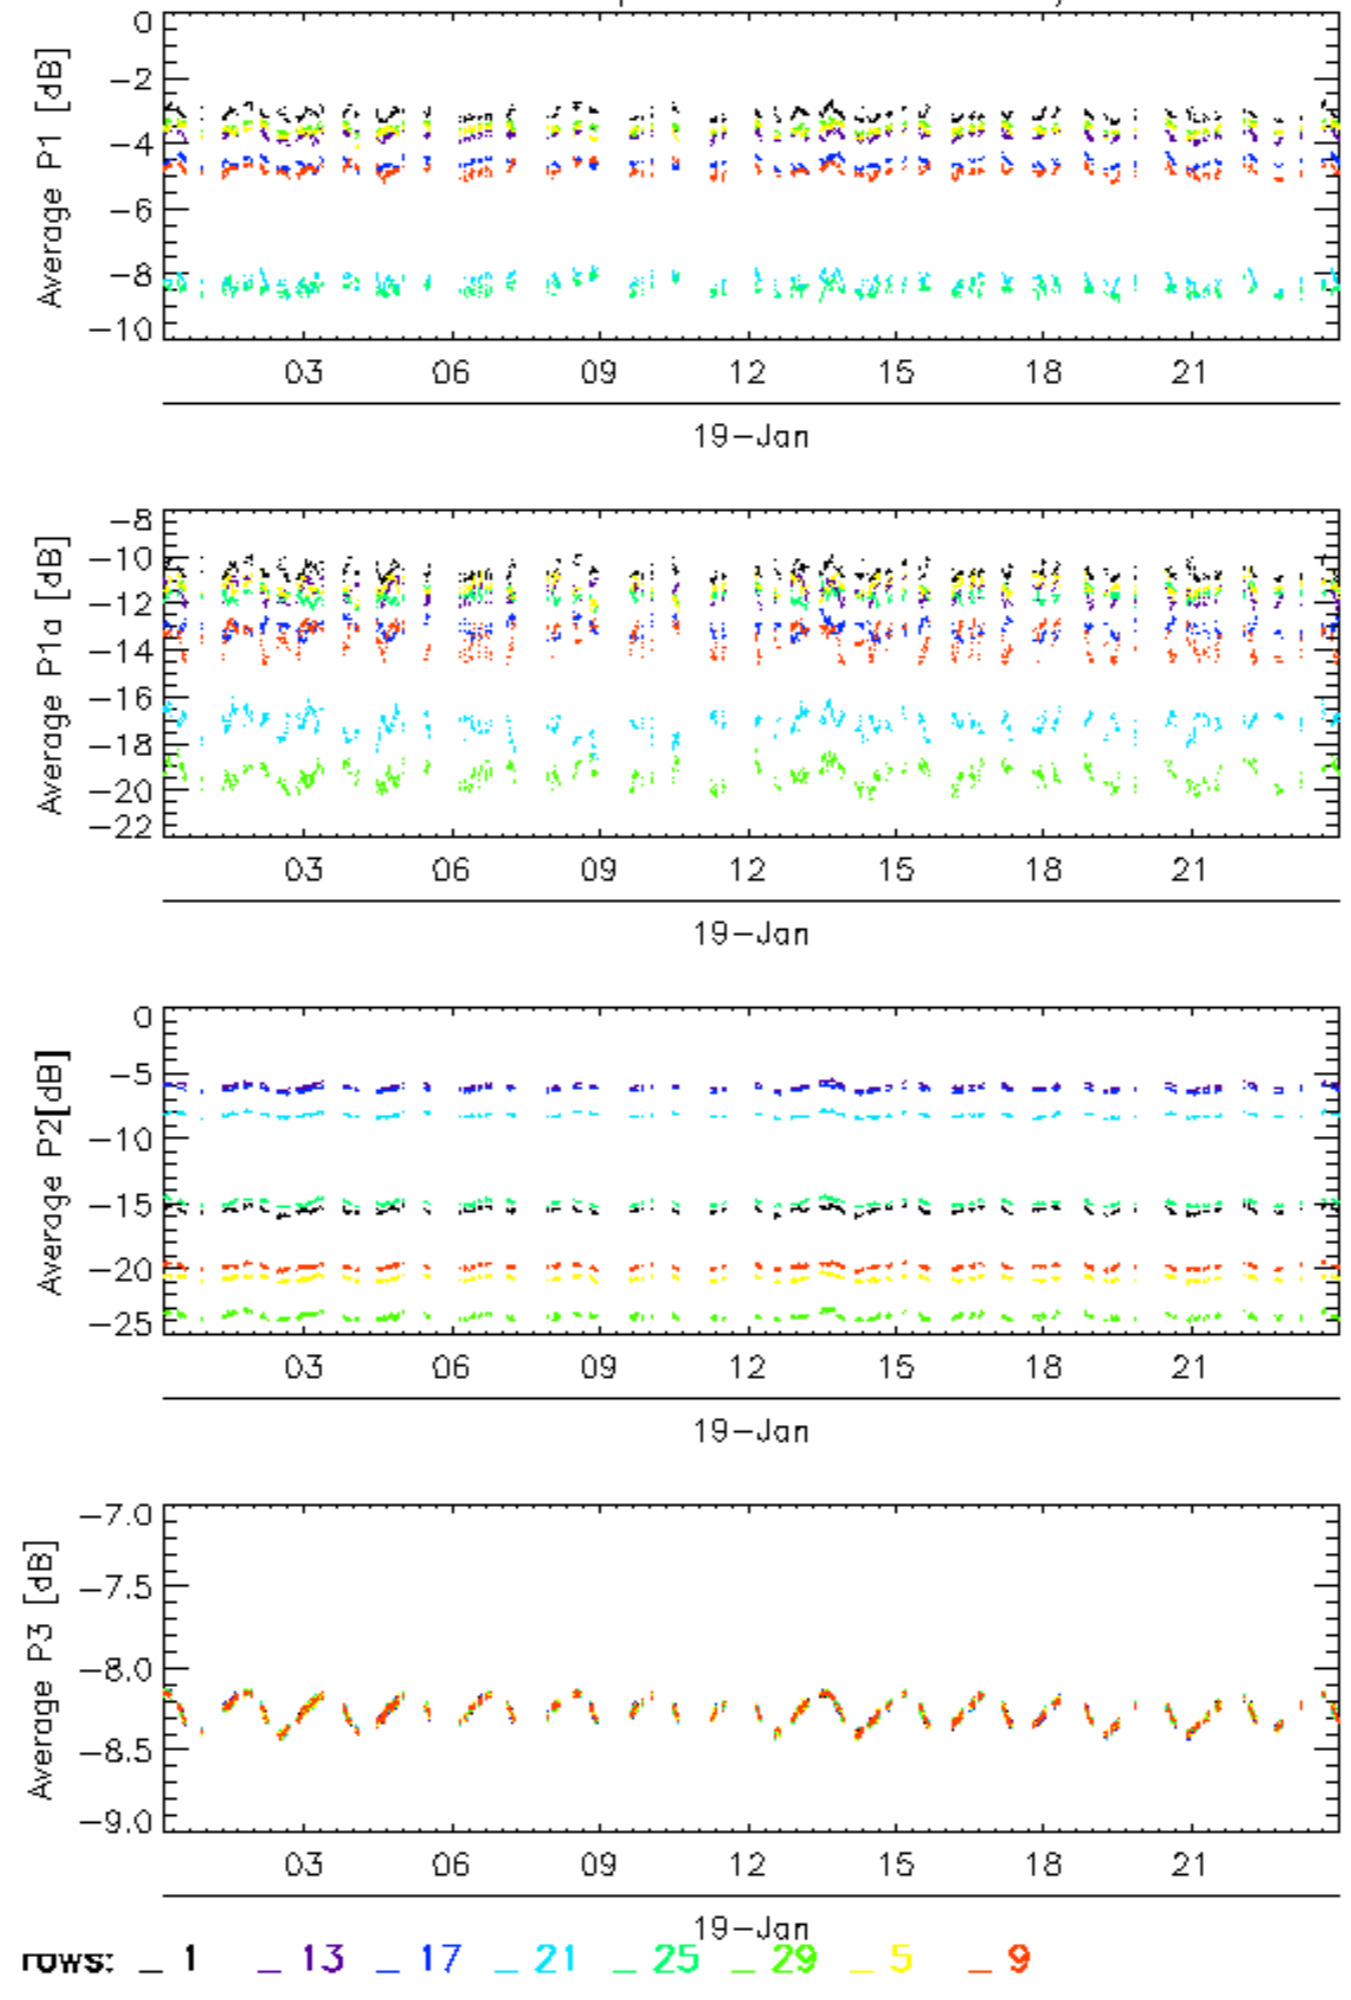 Average P1 [dB]
0
−2
−4
−6
−8
−10
03 06 09 12 15 18 21
19−Jan
Average P1a [dB]
−8
−10
−12
−14
−16
−18
−20
−22
03 06 09 12 15 18 21
19−Jan
Average P2[dB]
0
−5
−10
−15
−20
−25
03 06 09 12 15 18 21
19−Jan
Average P3 [dB]
−7.0
−7.5
−8.0
−8.5
−9.0
03 06 09 12 15 18 21
19−Jan
rows: _ 1 _ 13 _ 17 _ 21 _ 25 _ 29 _ 5 _ 9